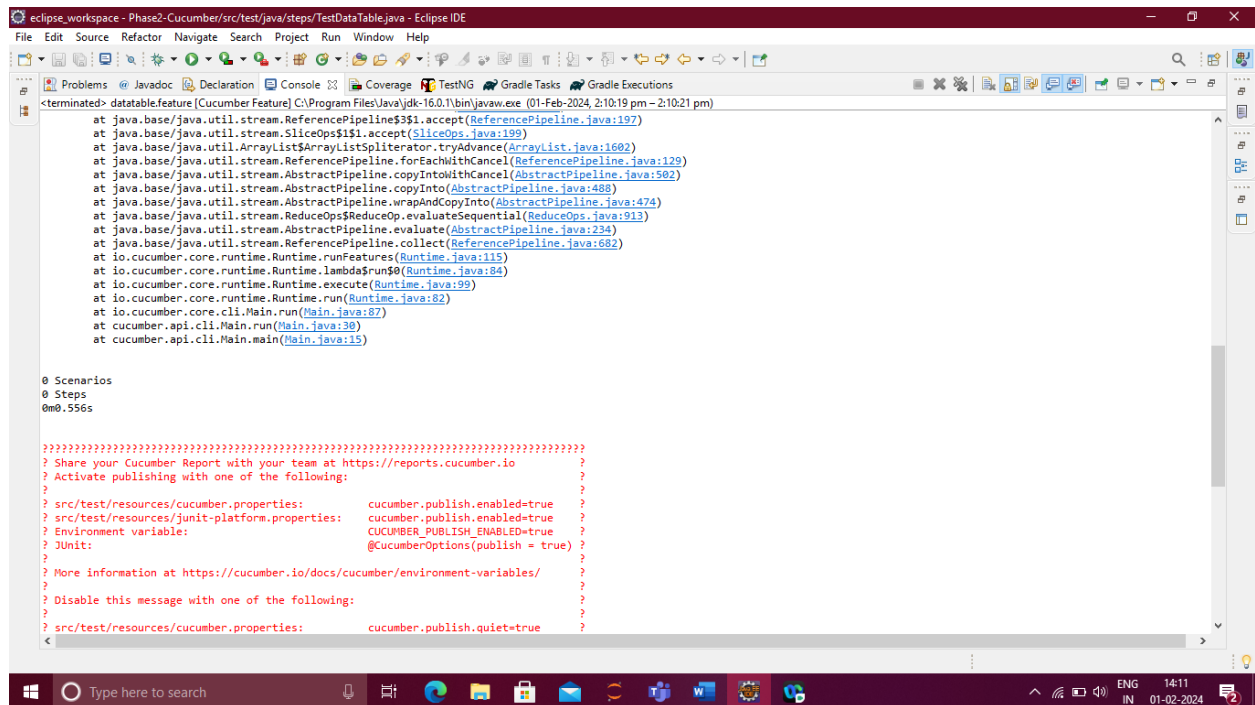 eclipse_workspace - Phase2-Cucumber/src/test/java/steps/TestDataTable.java - Eclipse IDE
File Edit Source Refactor Navigate Search Project Run Window Help
Problems @ Javadoc Declaration Console Coverage TestNG Gradle Tasks Gradle Executions
<terminated> datatable.feature [Cucumber Feature] C:\Program Files\Java\jdk-16.0.1\bin\javaw.exe (01-Feb-2024, 2:10:19 pm – 2:10:21 pm)
at java.base/java.util.stream.ReferencePipeline$3$1.accept(ReferencePipeline.java:197)
at java.base/java.util.stream.SliceOps$1$1.accept(SliceOps.java:199)
at java.base/java.util.ArrayList$ArrayListSpliterator.tryAdvance(ArrayList.java:1602)
at java.base/java.util.stream.ReferencePipeline.forEachWithCancel(ReferencePipeline.java:129)
at java.base/java.util.stream.AbstractPipeline.copyIntoWithCancel(AbstractPipeline.java:502)
at java.base/java.util.stream.AbstractPipeline.copyInto(AbstractPipeline.java:488)
at java.base/java.util.stream.AbstractPipeline.wrapAndCopyInto(AbstractPipeline.java:474)
at java.base/java.util.stream.ReduceOps$ReduceOp.evaluateSequential(ReduceOps.java:913)
at java.base/java.util.stream.AbstractPipeline.evaluate(AbstractPipeline.java:234)
at java.base/java.util.stream.ReferencePipeline.collect(ReferencePipeline.java:682)
at io.cucumber.core.runtime.Runtime.runFeatures(Runtime.java:115)
at io.cucumber.core.runtime.Runtime.lambda$run$0(Runtime.java:84)
at io.cucumber.core.runtime.Runtime.execute(Runtime.java:99)
at io.cucumber.core.runtime.Runtime.run(Runtime.java:82)
at io.cucumber.core.cli.Main.run(Main.java:87)
at cucumber.api.cli.Main.run(Main.java:30)
at cucumber.api.cli.Main.main(Main.java:15)
0 Scenarios
0 Steps
0m0.556s
?????????????????????????????????????????????????????????????????????????????????????
? Share your Cucumber Report with your team at https://reports.cucumber.io ?
? Activate publishing with one of the following: ?
? ?
? src/test/resources/cucumber.properties: cucumber.publish.enabled=true ?
? src/test/resources/junit-platform.properties: cucumber.publish.enabled=true ?
? Environment variable: CUCUMBER_PUBLISH_ENABLED=true ?
? JUnit: @CucumberOptions(publish = true) ?
? ?
? More information at https://cucumber.io/docs/cucumber/environment-variables/ ?
? ?
? Disable this message with one of the following: ?
? ?
? src/test/resources/cucumber.properties: cucumber.publish.quiet=true ?
Type here to search
ENG 14:11
IN 01-02-2024
2